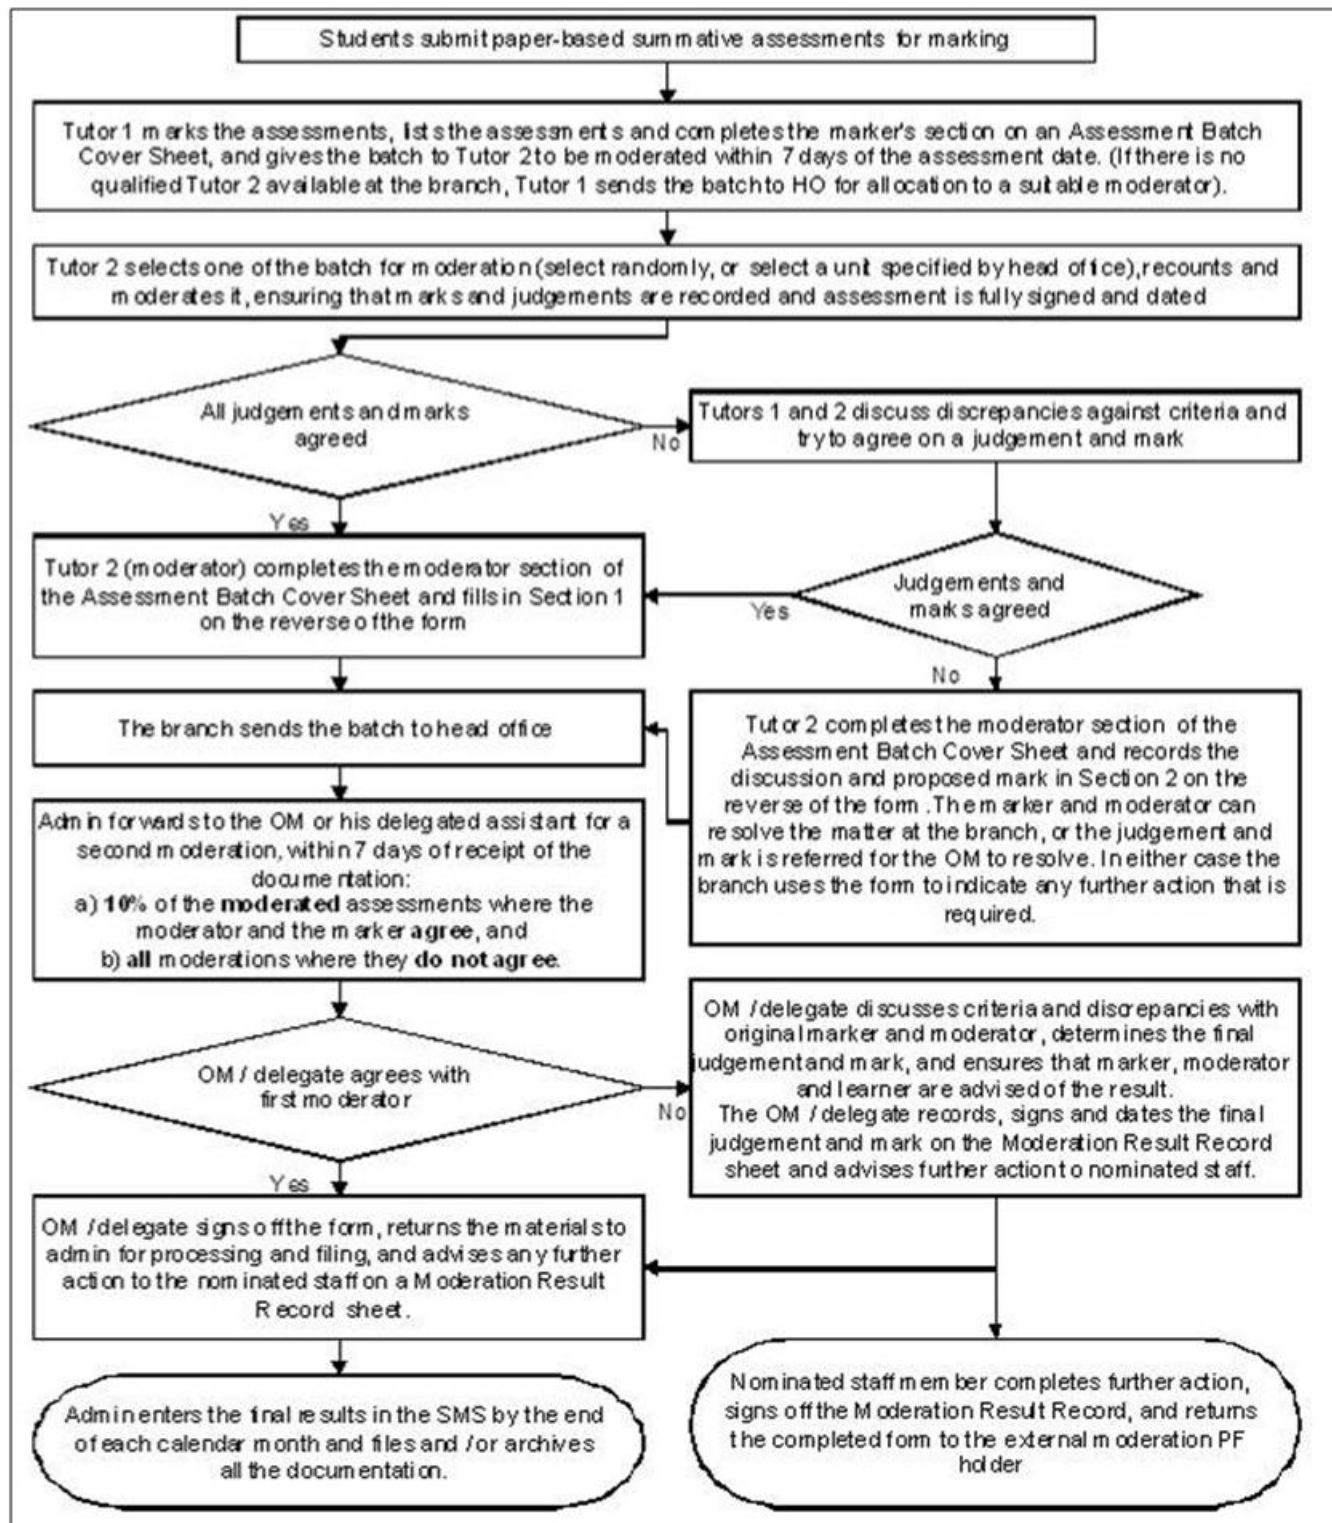 Students submit paper-based summative assessments for marking
Tutor 1 marks the assessments, lists the assessments and completes the marker's section on an Assessment Batch
Cover Sheet, and gives the batch to Tutor 2 to be moderated within 7 days of the assessment date. (If there is no
qualified Tutor 2 available at the branch, Tutor 1 sends the batch to HO for allocation to a suitable moderator).
Tutor 2 selects one of the batch for moderation (select randomly, or select a unit specified by head office), recounts and
moderates it, ensuring that marks and judgements are recorded and assessment is fully signed and dated
All judgements and marks
agreed
No
Tutors 1 and 2 discuss discrepancies against criteria and
try to agree on a judgement and mark
Yes
Tutor 2 (moderator) completes the moderator section of
the Assessment Batch Cover Sheet and fills in Section 1
on the reverse of the form
Judgements and
marks agreed
Yes
No
The branch sends the batch to head office
Tutor 2 completes the moderator section of the
Assessment Batch Cover Sheet and records the
discussion and proposed mark in Section 2 on the
reverse of the form. The marker and moderator can
resolve the matter at the branch, or the judgement and
mark is referred for the OM to resolve. In either case the
branch uses the form to indicate any further action that is
required.
Admin forwards to the OM or his delegated assistant for a
second moderation, within 7 days of receipt of the
documentation:
a) 10% of the moderated assessments where the
moderator and the marker agree, and
b) all moderations where they do not agree.
OM / delegate agrees with
first moderator
No
OM / delegate discusses criteria and discrepancies with
original marker and moderator, determines the final
judgement and mark, and ensures that marker, moderator
and learner are advised of the result.
The OM / delegate records, signs and dates the final
judgement and mark on the Moderation Result Record
sheet and advises further action to nominated staff.
Yes
OM / delegate signs off the form, returns the materials to
admin for processing and filing, and advises any further
action to the nominated staff on a Moderation Result
Record sheet.
Admin enters the final results in the SMS by the end
of each calendar month and files and / or archives
all the documentation.
Nominated staff member completes further action,
signs off the Moderation Result Record, and returns
the completed form to the external moderation PF
holder